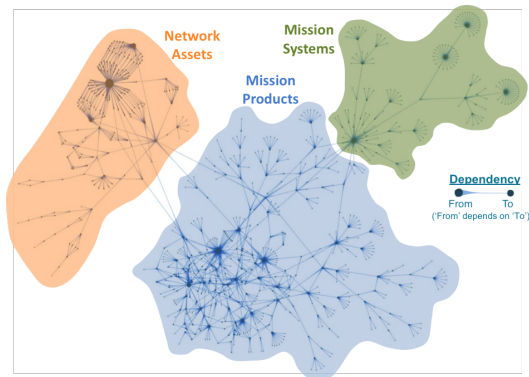 Network
Assets
Mission
Products
Mission
Systems
Dependency
From To
('From' depends on 'To')